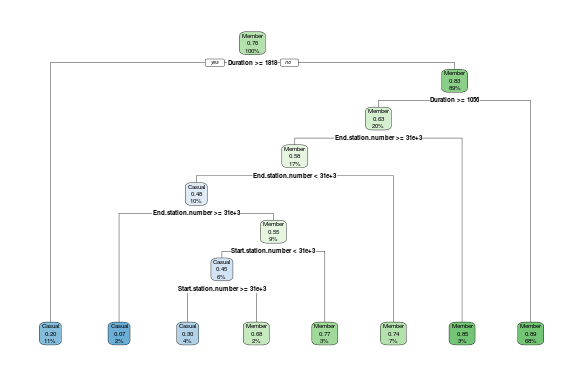 Member
0.76
100%
yes
Duration >= 1818
no
Member
0.83
89%
Duration >= 1056
Member
0.63
20%
End.station.number >= 31e+3
Member
0.58
17%
End.station.number < 31e+3
Casual
0.48
10%
End.station.number >= 31e+3
Member
0.55
9%
Start.station.number < 31e+3
Casual
0.45
6%
Start.station.number >= 31e+3
Casual
0.20
11%
Casual
0.07
2%
Casual
0.30
4%
Member
0.68
2%
Member
0.77
3%
Member
0.74
7%
Member
0.85
3%
Member
0.89
68%